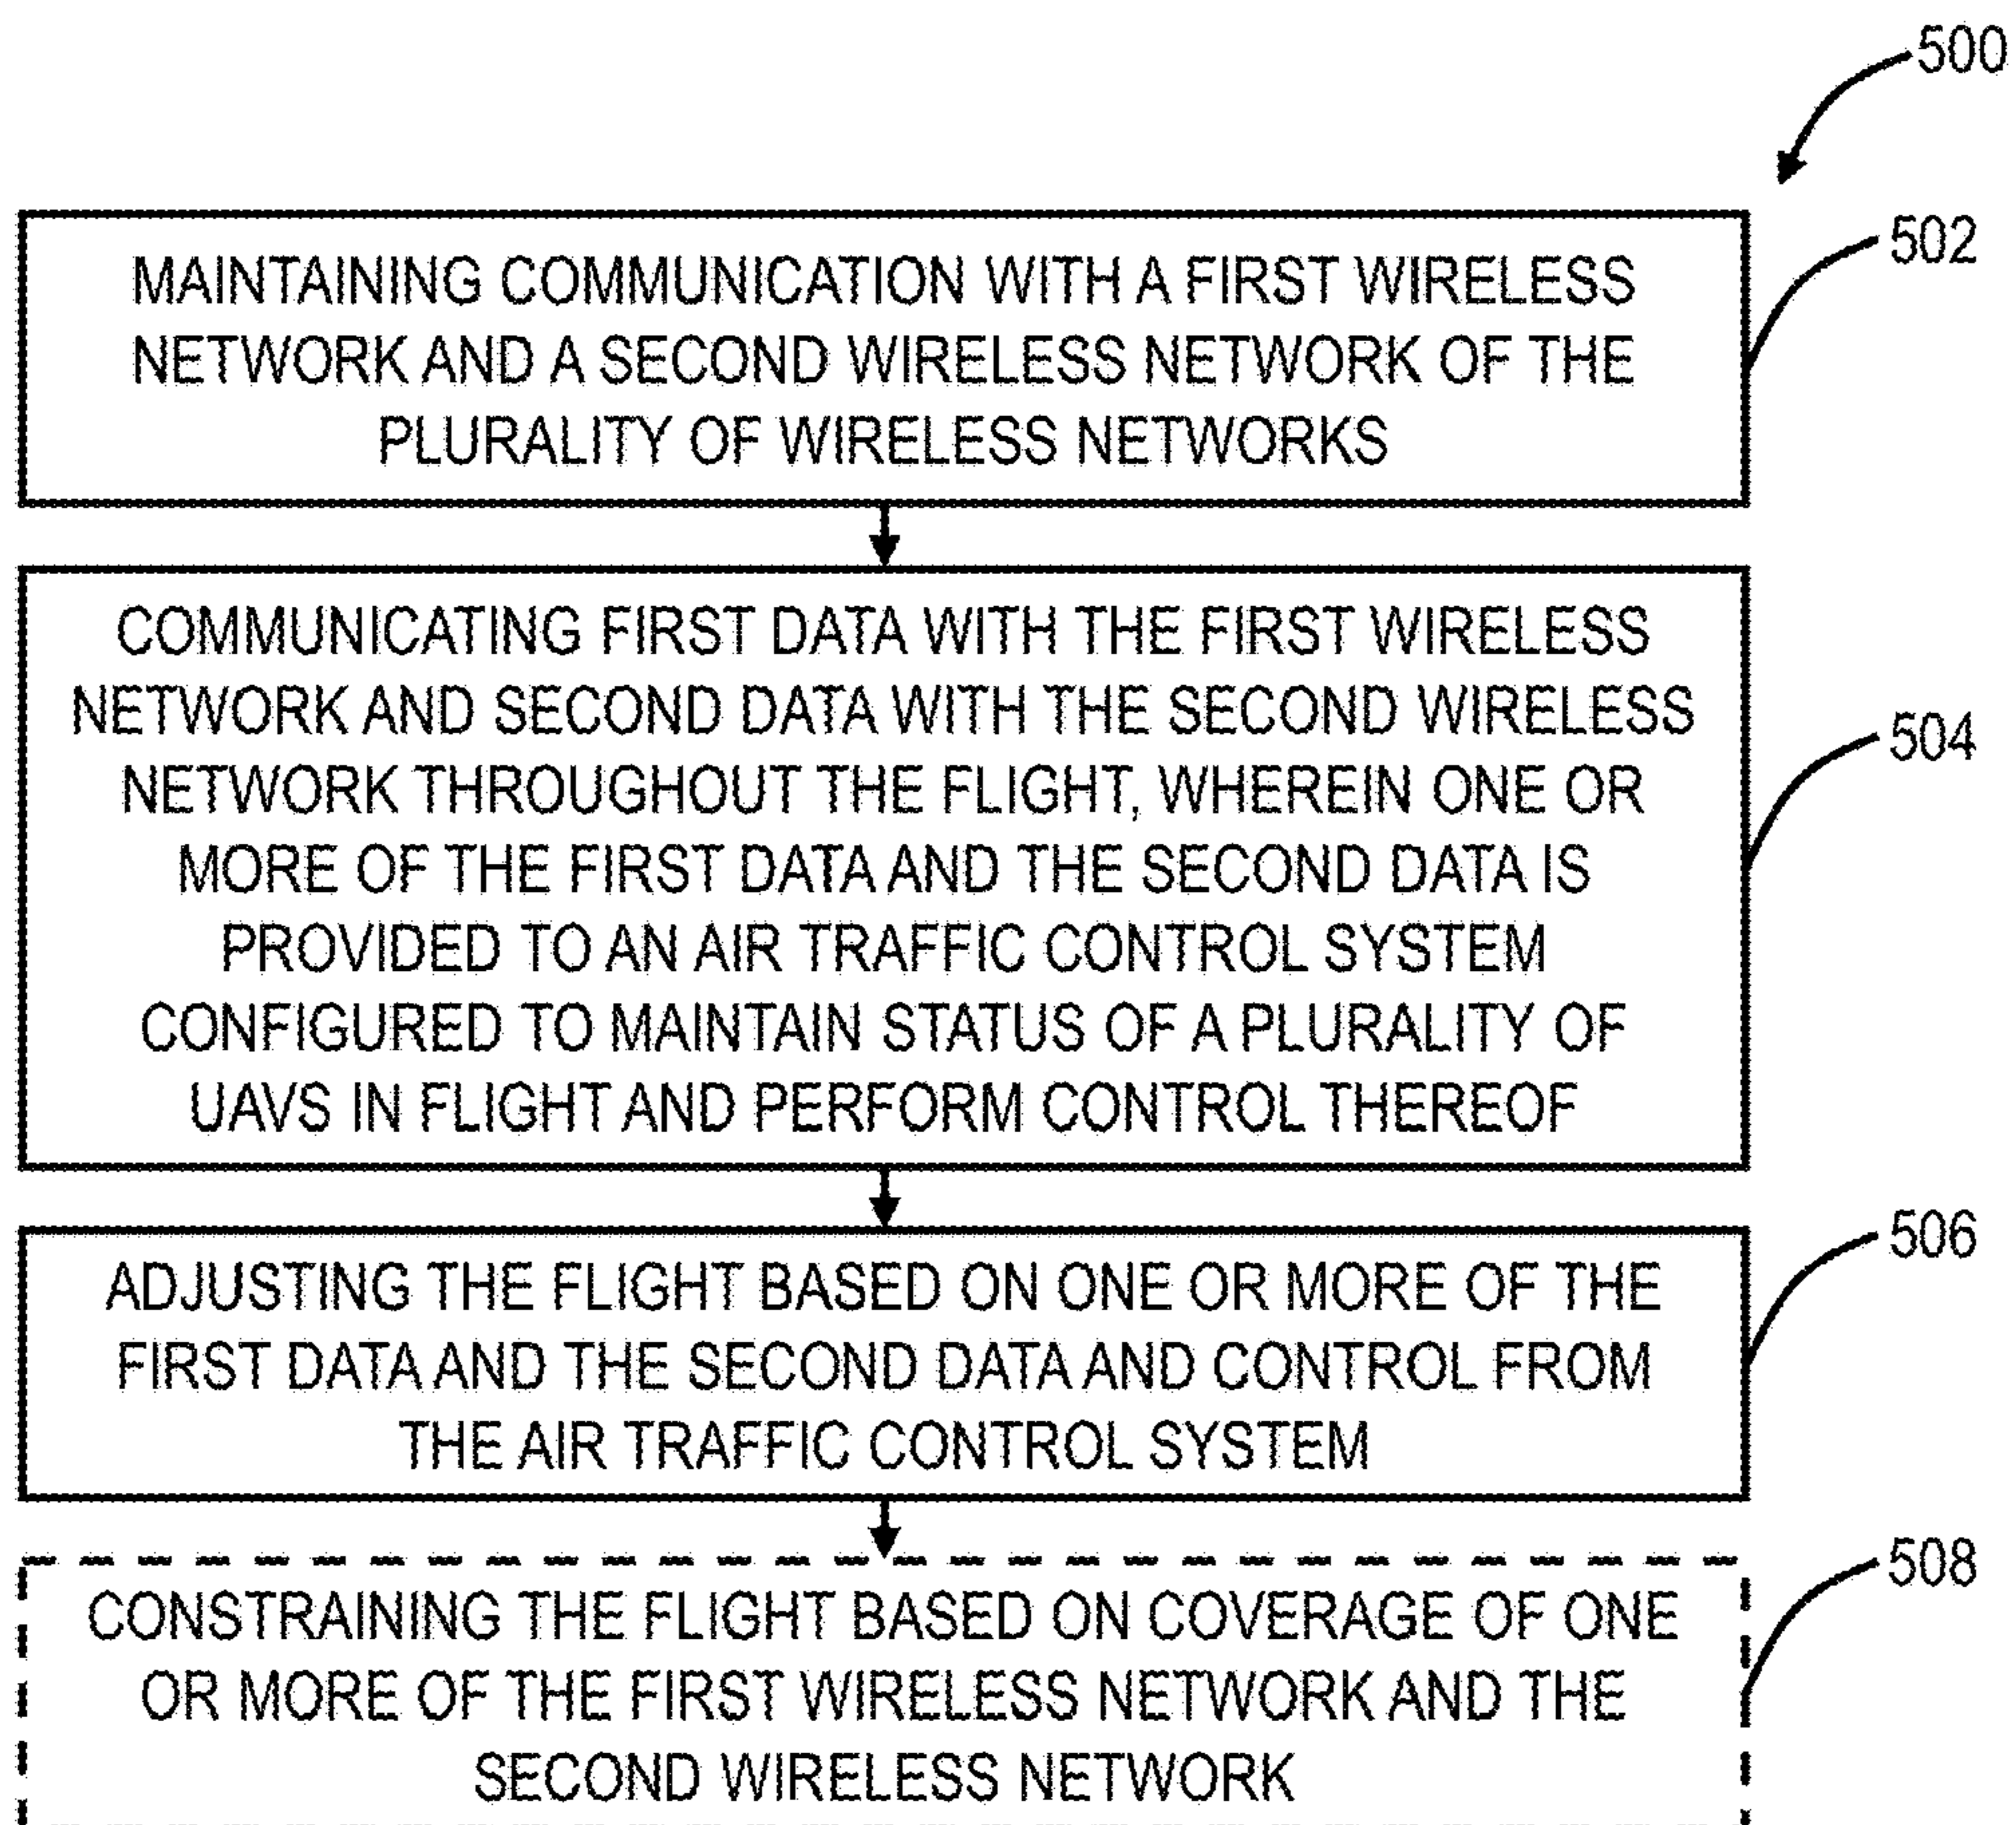 500
502
MAINTAINING COMMUNICATION WITH A FIRST WIRELESS
NETWORK AND A SECOND WIRELESS NETWORK OF THE
PLURALITY OF WIRELESS NETWORKS
COMMUNICATING FIRST DATA WITH THE FIRST WIRELESS
NETWORK AND SECOND DATA WITH THE SECOND WIRELESS
NETWORK THROUGHOUT THE FLIGHT, WHEREIN ONE OR
MORE OF THE FIRST DATA AND THE SECOND DATA IS
PROVIDED TO AN AIR TRAFFIC CONTROL SYSTEM
CONFIGURED TO MAINTAIN STATUS OF A PLURALITY OF
UAVS IN FLIGHT AND PERFORM CONTROL THEREOF
504
ADJUSTING THE FLIGHT BASED ON ONE OR MORE OF THE
FIRST DATA AND THE SECOND DATA AND CONTROL FROM
THE AIR TRAFFIC CONTROL SYSTEM
506
CONSTRAINING THE FLIGHT BASED ON COVERAGE OF ONE
OR MORE OF THE FIRST WIRELESS NETWORK AND THE
SECOND WIRELESS NETWORK
508